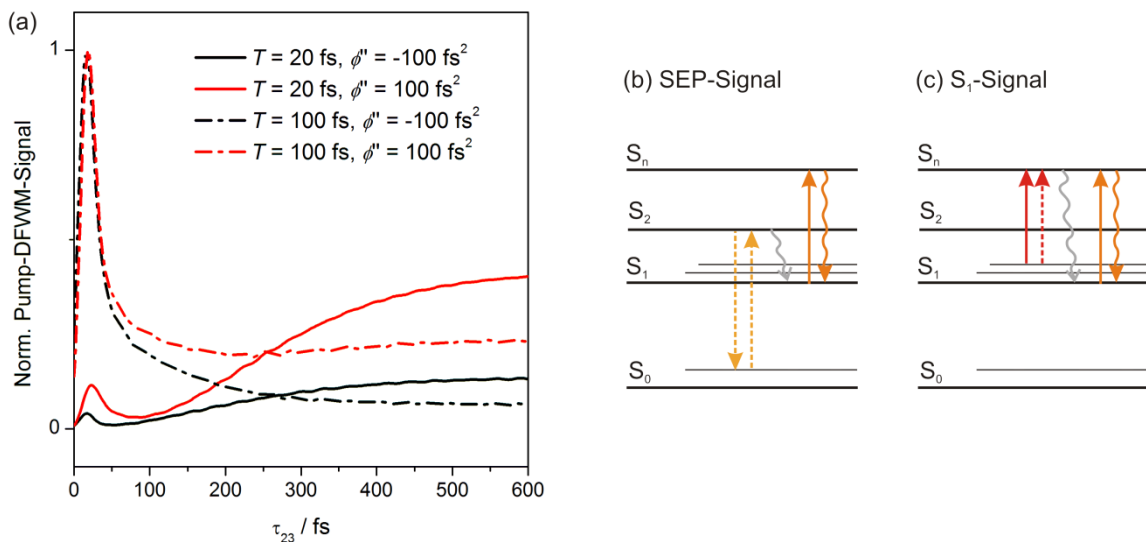 (a)
Norm. Pump-DFWM-Signal
1
0
T = 20 fs, ϕ" = -100 fs²
T = 20 fs, ϕ" = 100 fs²
T = 100 fs, ϕ" = -100 fs²
T = 100 fs, ϕ" = 100 fs²
0 100 200 300 400 500 600
τ₂₃ / fs
(b) SEP-Signal
Sₙ
S₂
S₁
S₀
(c) S₁-Signal
Sₙ
S₂
S₁
S₀